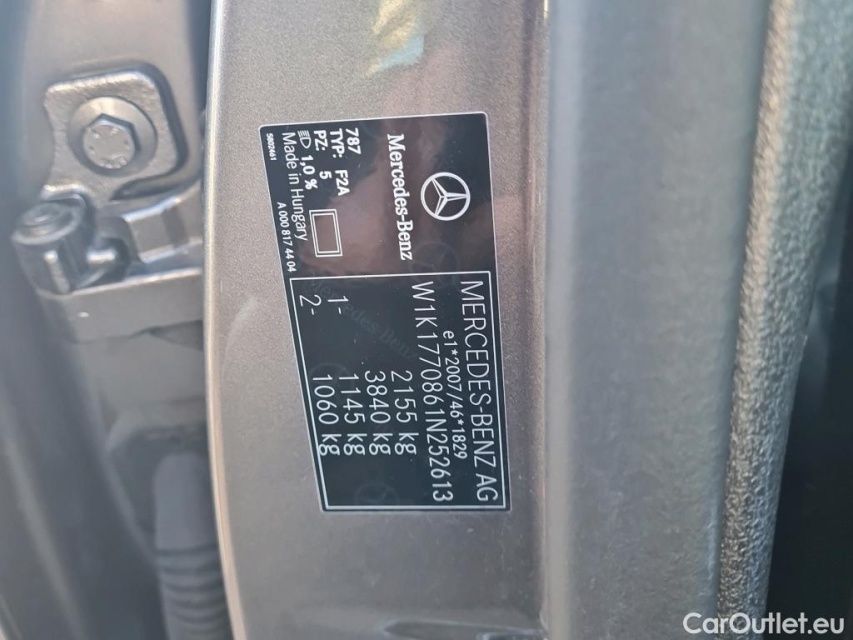 Mercedes-Benz
787
TYP: F2A
PZ: 5
1,0 %
Made in Hungary
A 000 817 44 04
5802461
MERCEDES-BENZ AG
e1*2007/46*1829
W1K1770861N252613
2155 kg
3840 kg
1- 1145 kg
2- 1060 kg
CarOutlet.eu